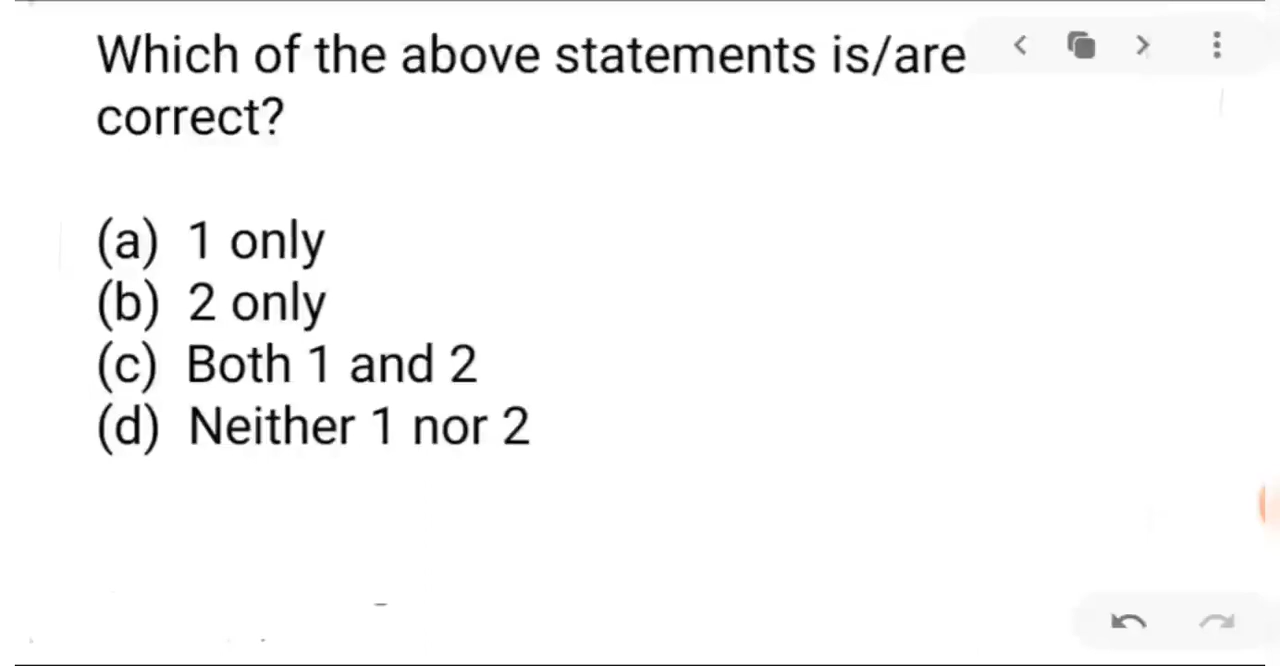 Which of the above statements is/are
correct?
(a) 1 only
(b) 2 only
(c) Both 1 and 2
(d) Neither 1 nor 2